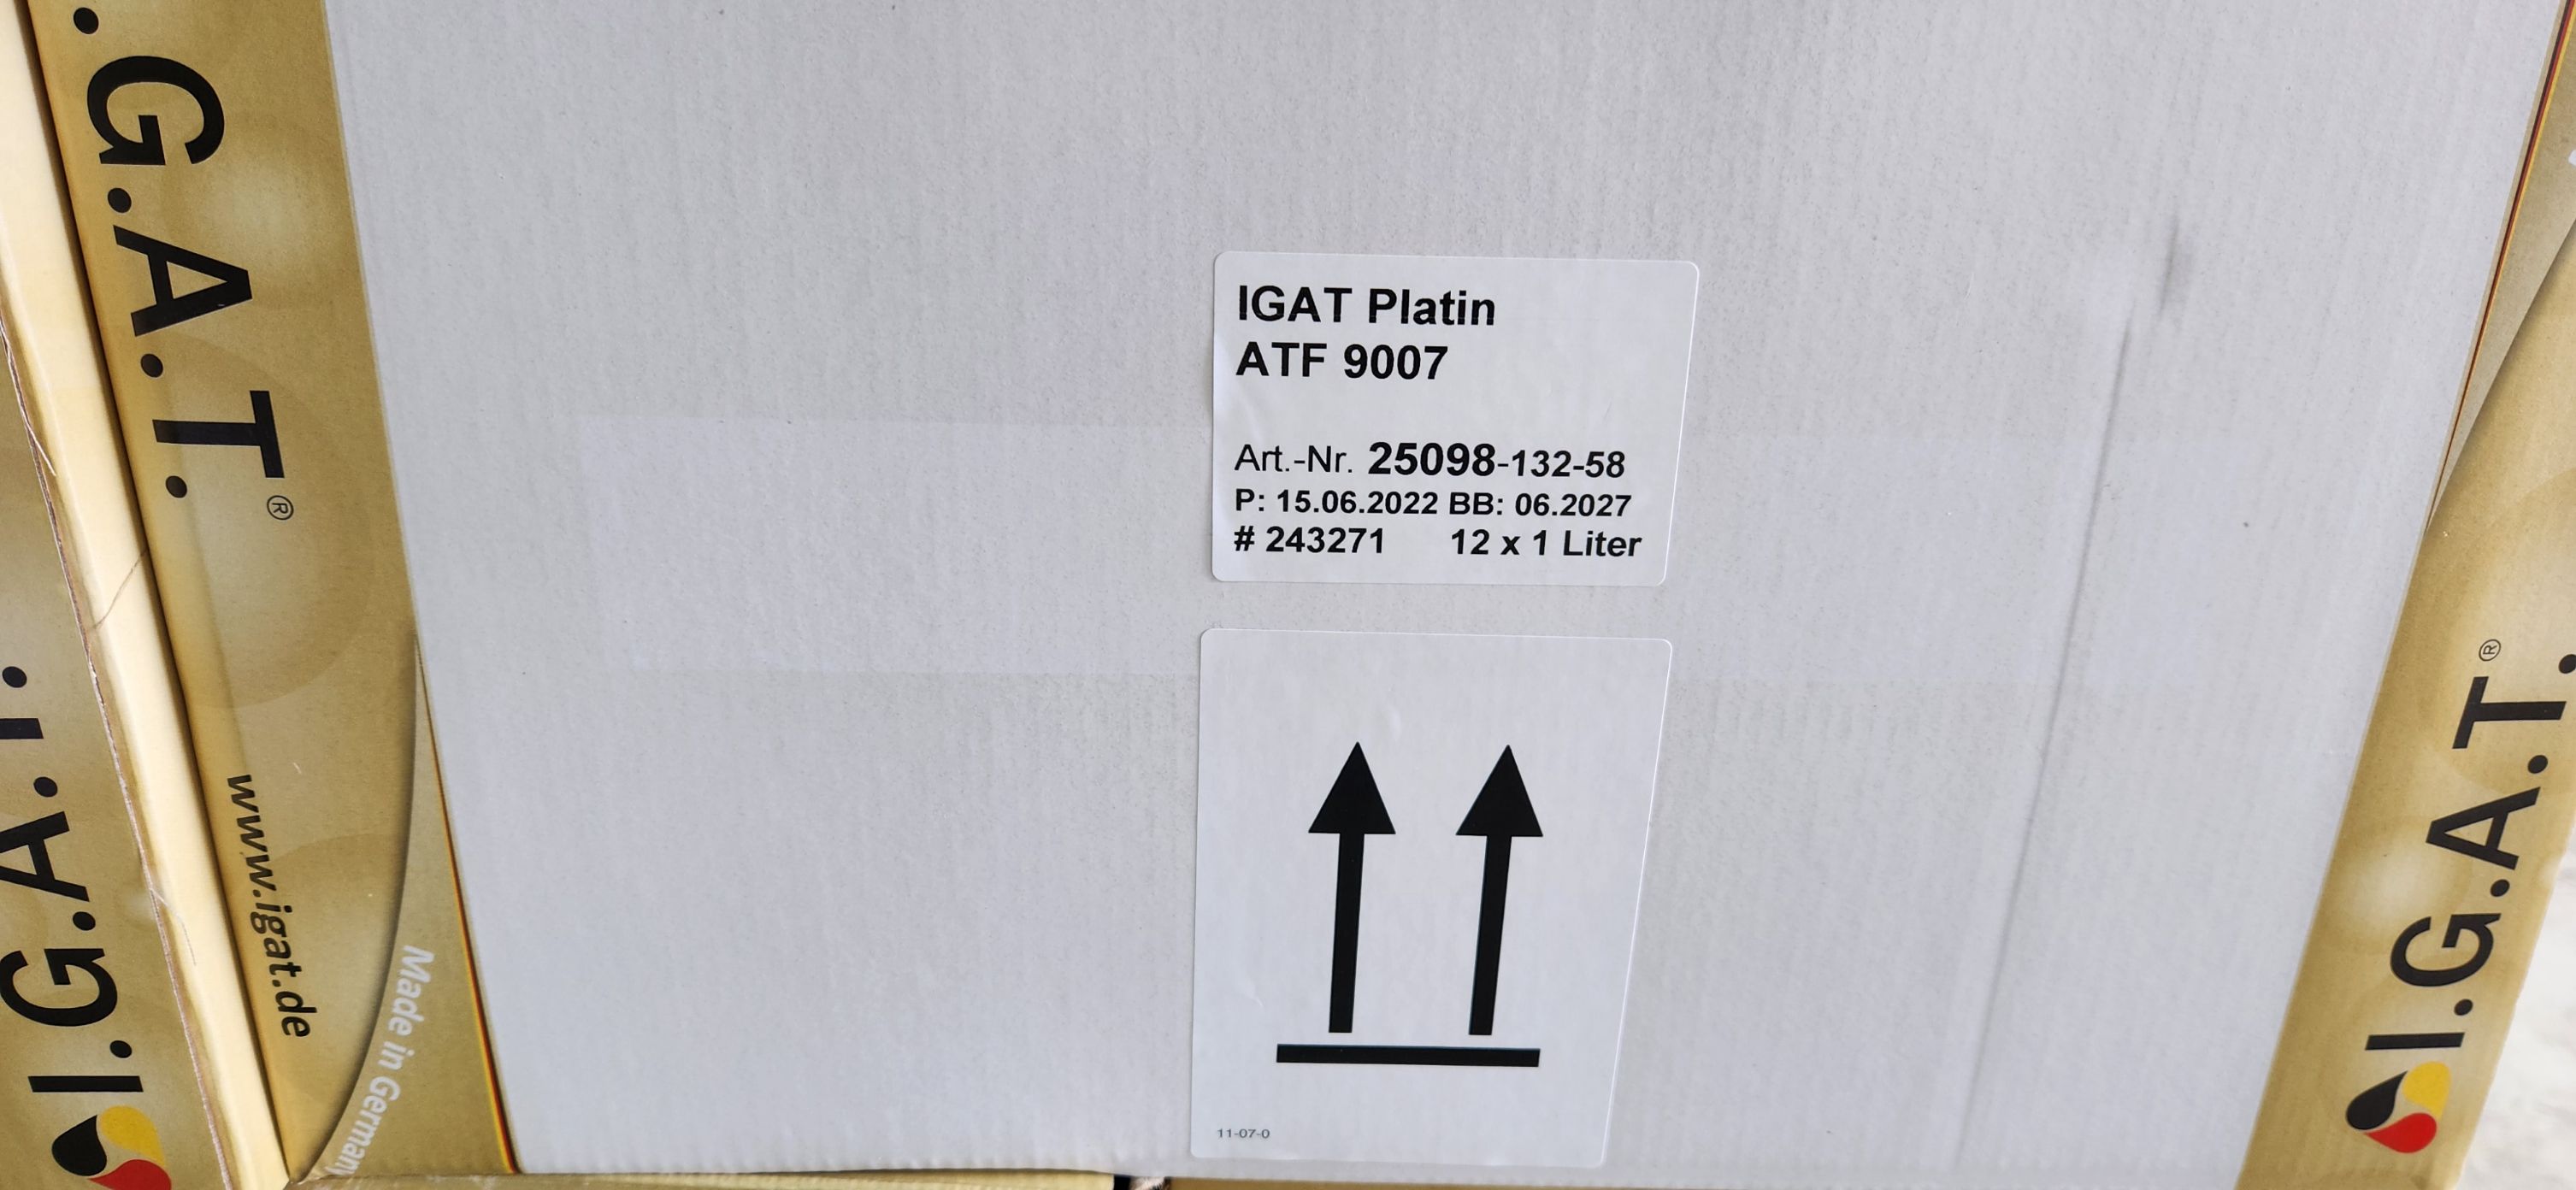 .G.A.T.®
www.igat.de
Made in Germany
I.G.A.T.
IGAT Platin
ATF 9007
Art.-Nr. 25098-132-58
P: 15.06.2022 BB: 06.2027
# 243271 12 x 1 Liter
11-07-0
I.G.A.T.®